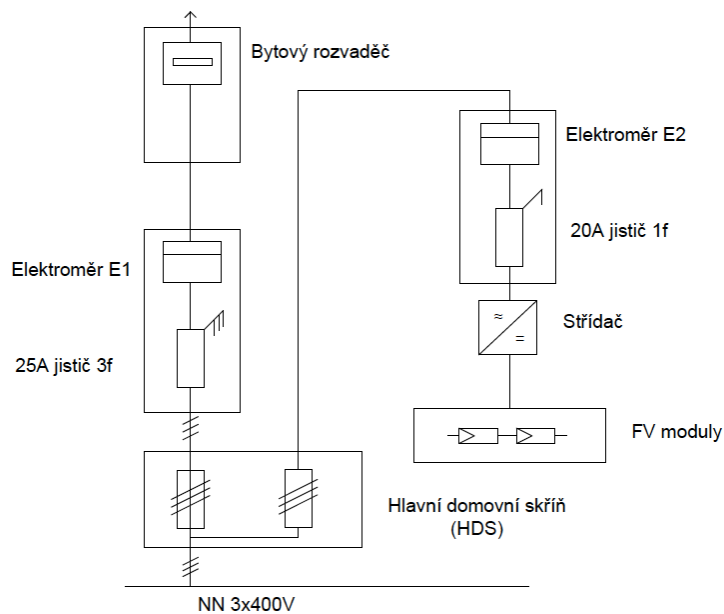 Bytový rozvaděč
Elektroměr E2
20A jistič 1f
Elektroměr E1
Střídač
≈
=
25A jistič 3f
FV moduly
Hlavní domovní skříň
(HDS)
NN 3x400V